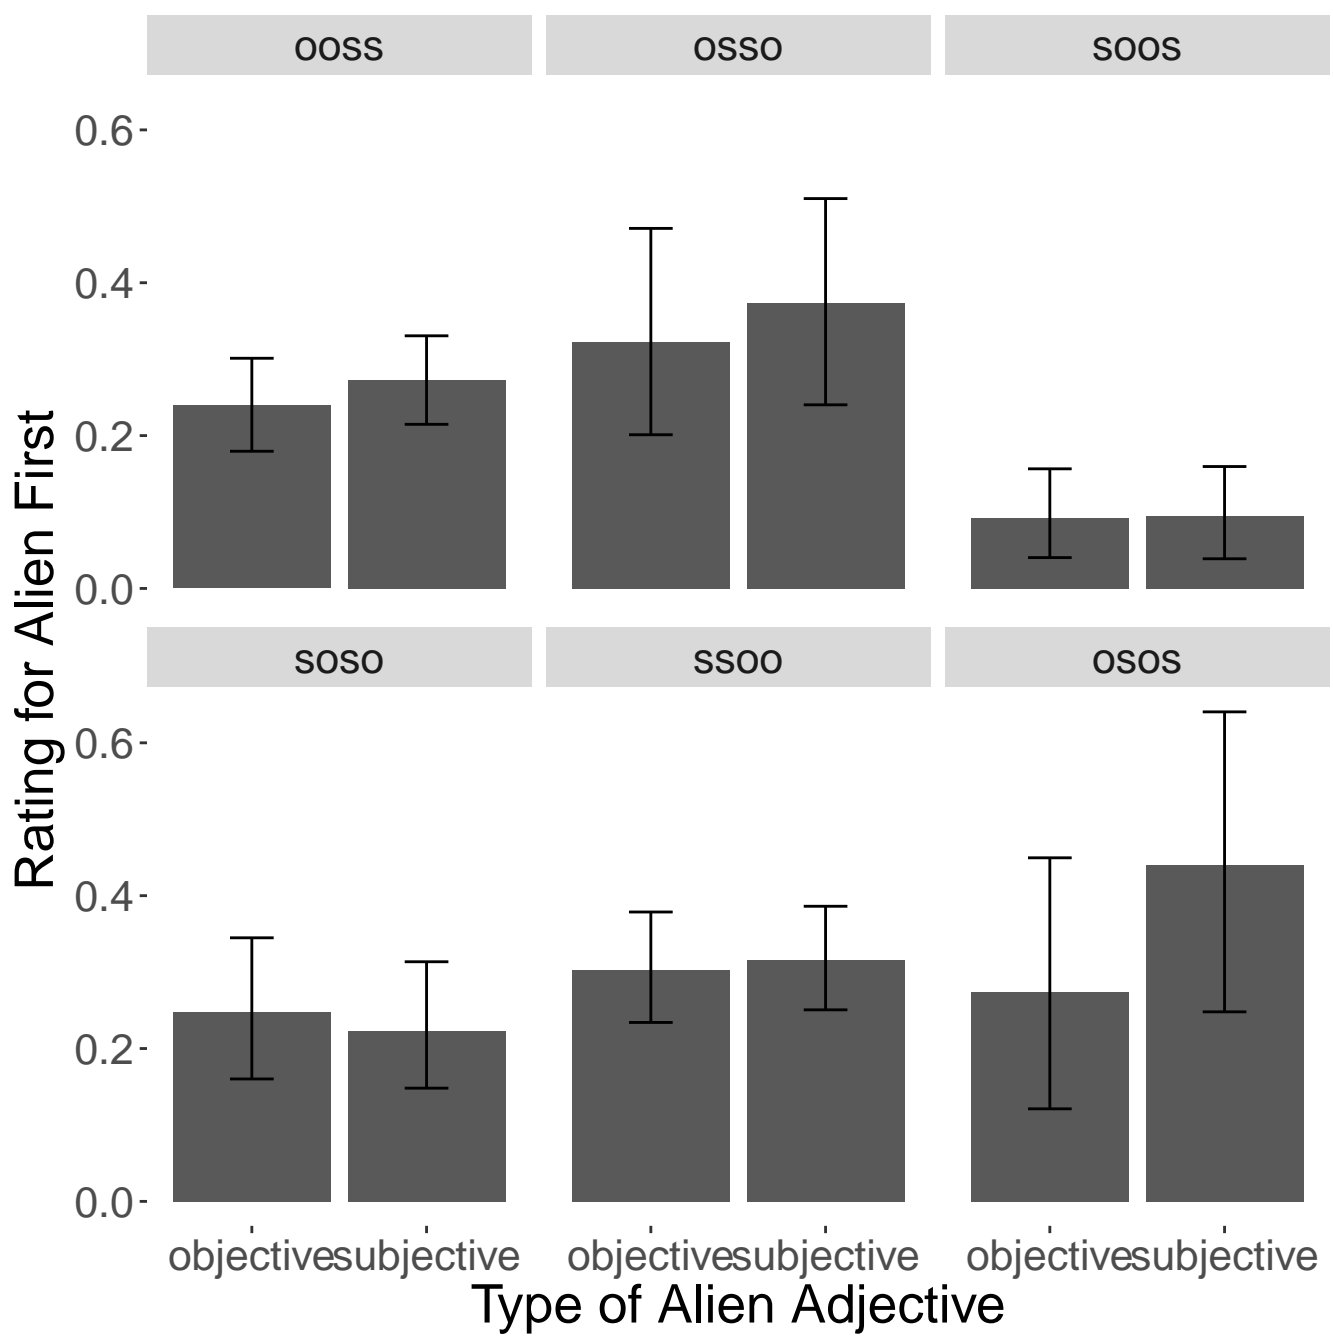 ooss osso soos
0.6
0.4
0.2
0.0
Rating for Alien First
soso ssoo osos
0.6
0.4
0.2
0.0
objective subjective objective subjective objective subjective
Type of Alien Adjective